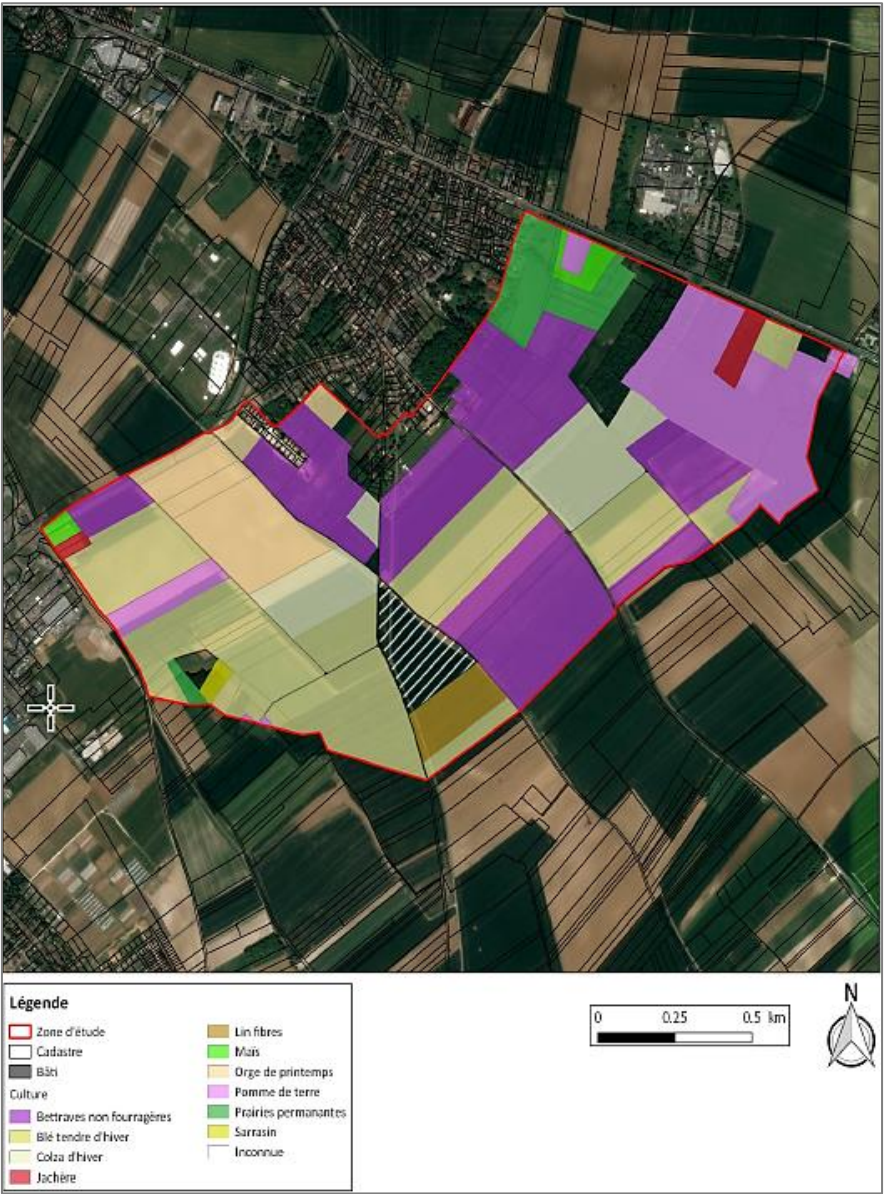 Légende
Zone d'étude
Cadastre
Bâti
Culture
Bettraves non fourragères
Blé tendre d'hiver
Colza d'hiver
Jachère
Lin fibres
Maïs
Orge de printemps
Pomme de terre
Prairies permanantes
Sarrasin
Inconnue
0 0.25 0.5 km
N